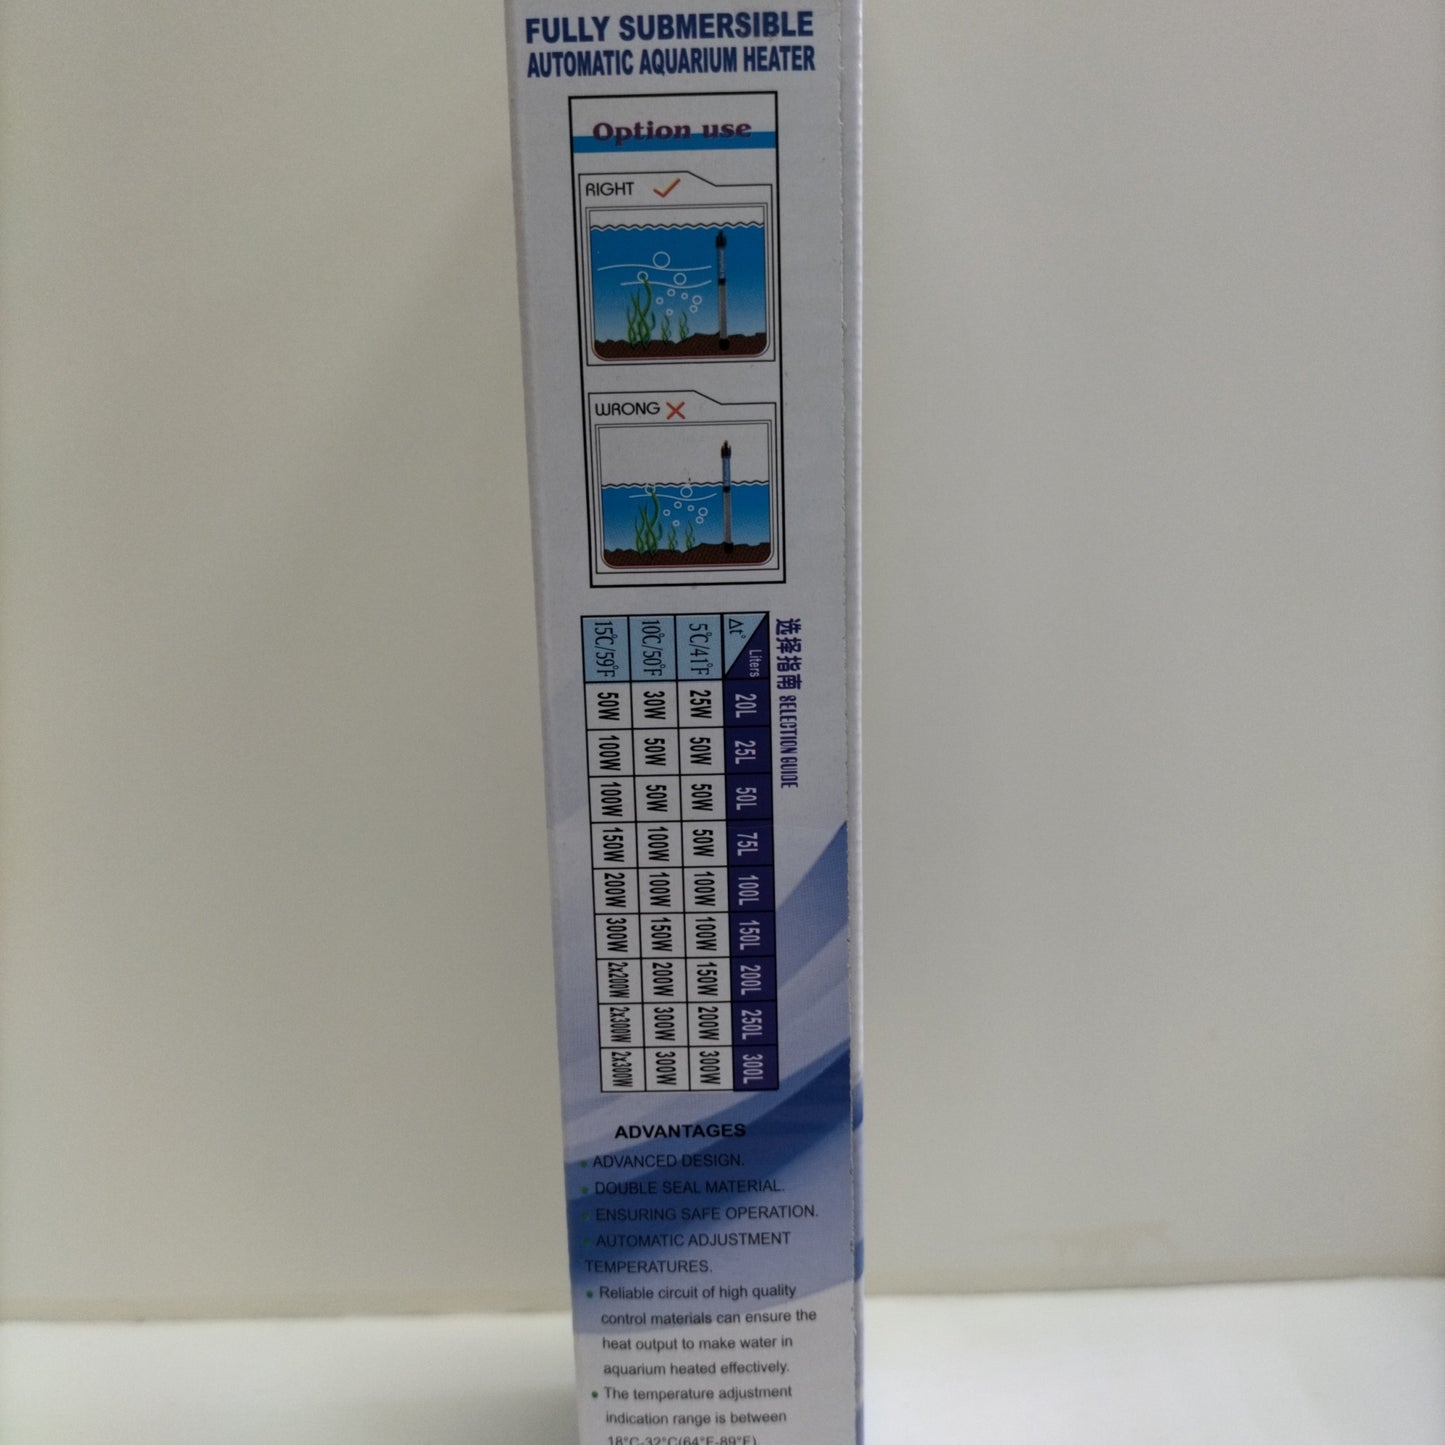 FULLY SUBMERSIBLE
AUTOMATIC AQUARIUM HEATER
Option use
RIGHT
WRONG
选择指南 SELECTION GUIDE
Δt° Liters 20L 25L 50L 75L 100L 150L 200L 250L 300L
5℃/41°F 25W 50W 50W 50W 100W 100W 150W 200W 300W
10℃/50°F 30W 50W 50W 100W 100W 150W 200W 300W 300W
15℃/59°F 50W 100W 100W 150W 200W 300W 2x200W 2x300W 2x300W
ADVANTAGES
• ADVANCED DESIGN.
• DOUBLE SEAL MATERIAL.
• ENSURING SAFE OPERATION.
• AUTOMATIC ADJUSTMENT
TEMPERATURES.
• Reliable circuit of high quality
control materials can ensure the
heat output to make water in
aquarium heated effectively.
• The temperature adjustment
indication range is between
18°C-32°C(64°F-89°F).